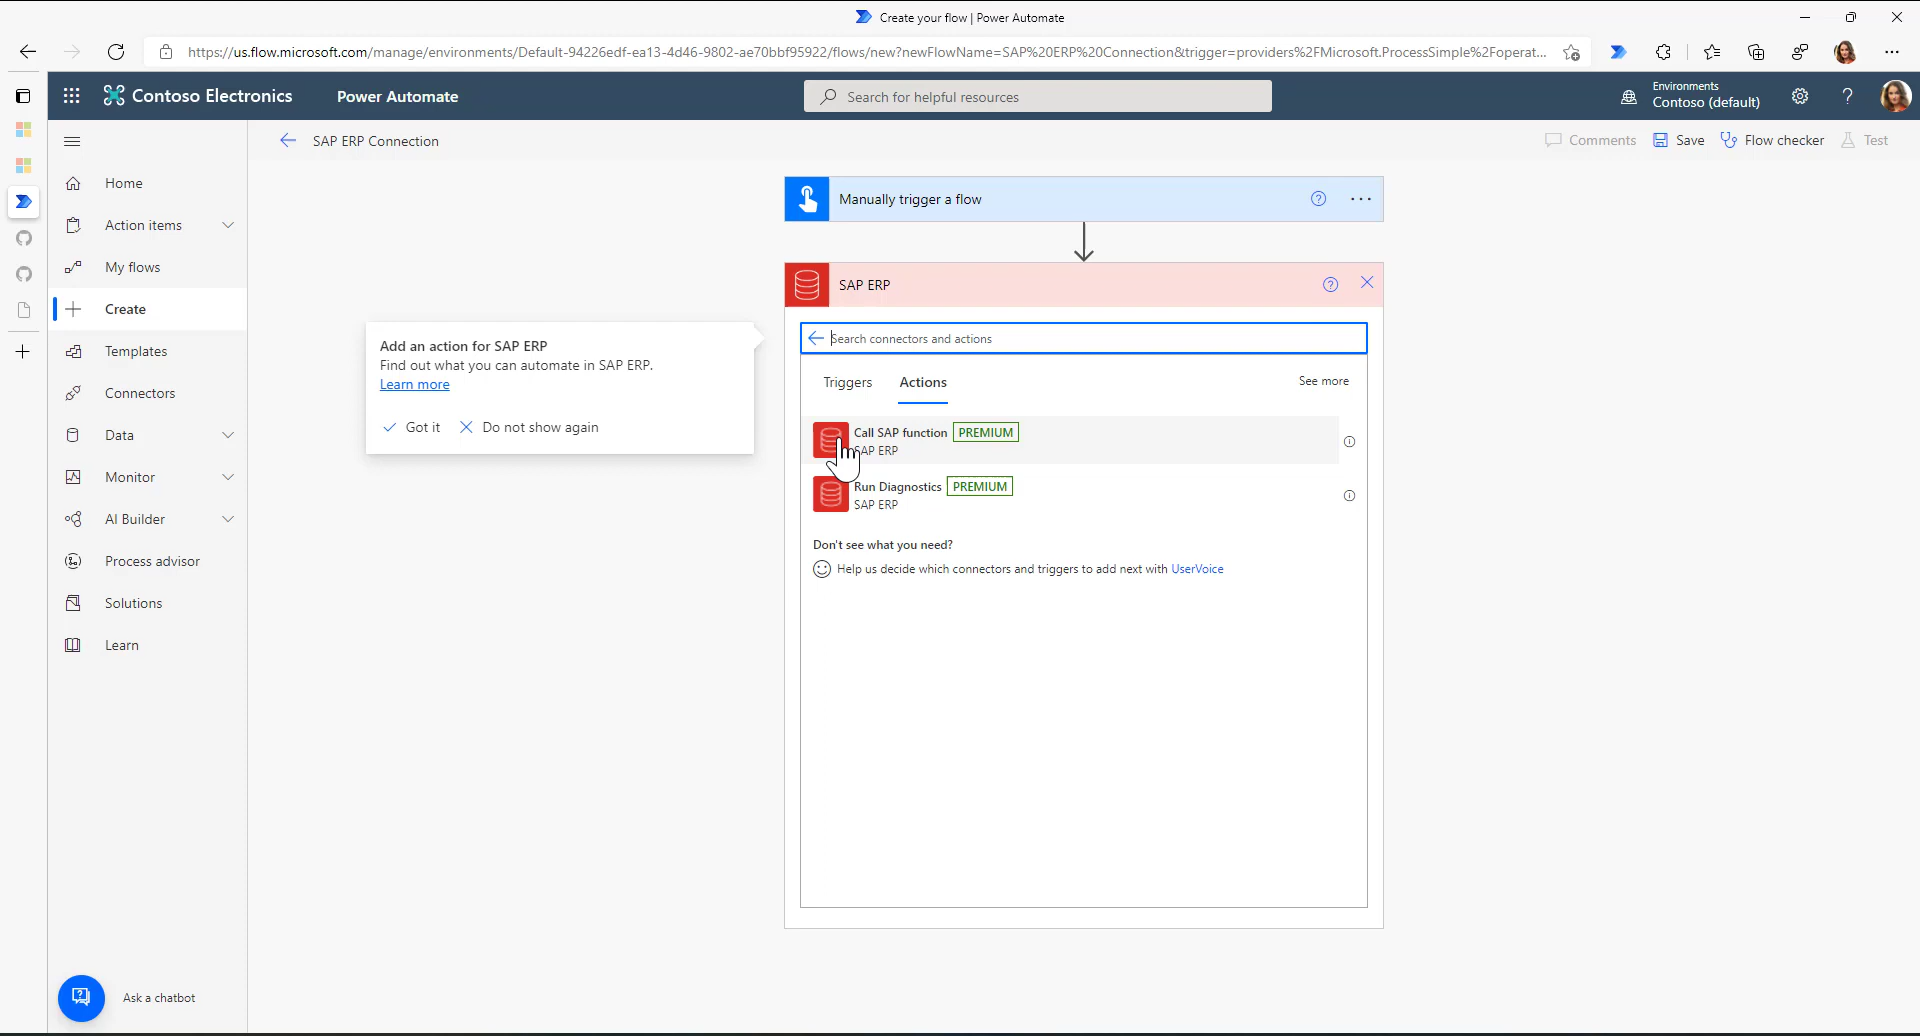 Create your flow | Power Automate
https://us.flow.microsoft.com/manage/environments/Default-94226edf-ea13-4d46-9802-ae70bbf95922/flows/new?newFlowName=SAP%20ERP%20Connection&trigger=providers%2FMicrosoft.ProcessSimple%2Foperat...
Contoso Electronics
Power Automate
Search for helpful resources
Environments
Contoso (default)
SAP ERP Connection
Comments
Save
Flow checker
Test
Home
Action items
My flows
Create
Templates
Connectors
Data
Monitor
AI Builder
Process advisor
Solutions
Learn
Ask a chatbot
Manually trigger a flow
SAP ERP
Add an action for SAP ERP
Find out what you can automate in SAP ERP.
Learn more
Got it
Do not show again
Search connectors and actions
Triggers
Actions
See more
Call SAP function PREMIUM
SAP ERP
Run Diagnostics PREMIUM
SAP ERP
Don't see what you need?
Help us decide which connectors and triggers to add next with UserVoice